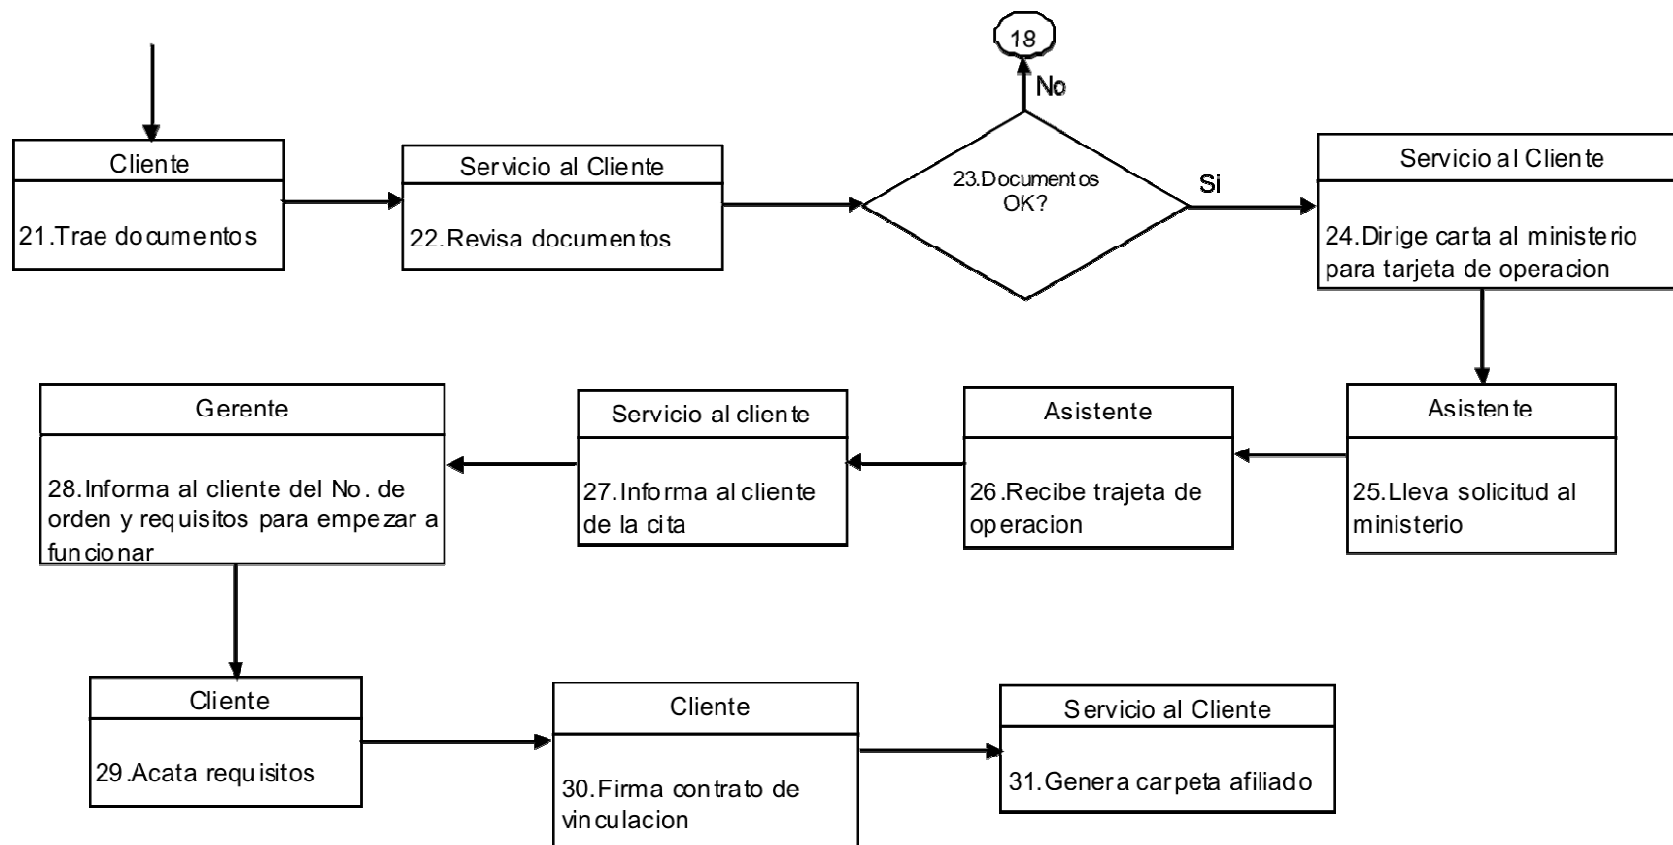 18
No
Cliente
21.Trae documentos
Servicio al Cliente
22.Revisa documentos
23.Documentos
OK?
Si
Servicio al Cliente
24.Dirige carta al ministerio
para tarjeta de operacion
Asistente
25.Lleva solicitud al
ministerio
Asistente
26.Recibe trajeta de
operacion
Servicio al cliente
27.Informa al cliente
de la cita
Gerente
28.Informa al cliente del No. de
orden y requisitos para empezar a
funcionar
Cliente
29.Acata requisitos
Cliente
30.Firma contrato de
vinculacion
Servicio al Cliente
31.Genera carpeta afiliado